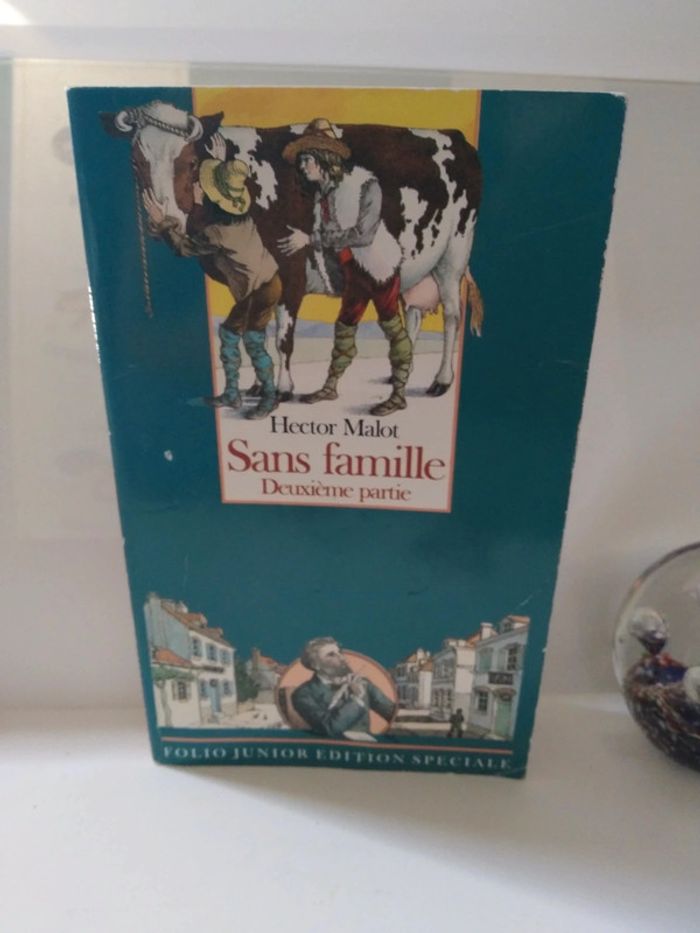 Hector Malot
Sans famille
Deuxième partie
FOLIO JUNIOR EDITION SPECIALE